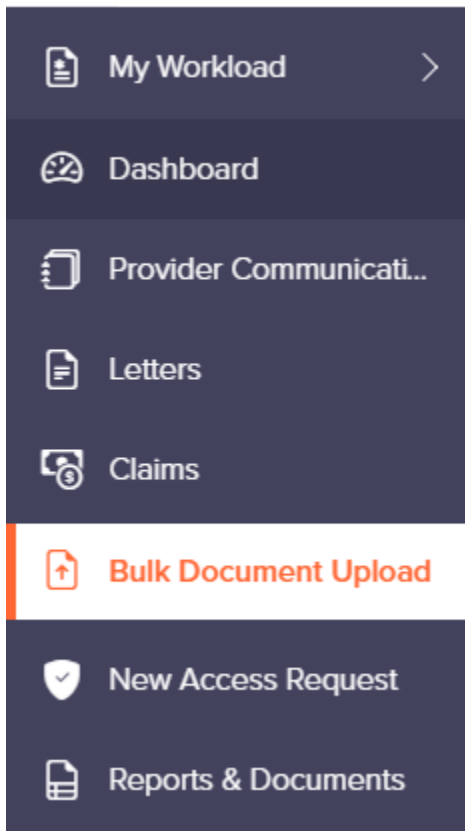 My Workload
Dashboard
Provider Communicati...
Letters
Claims
Bulk Document Upload
New Access Request
Reports & Documents